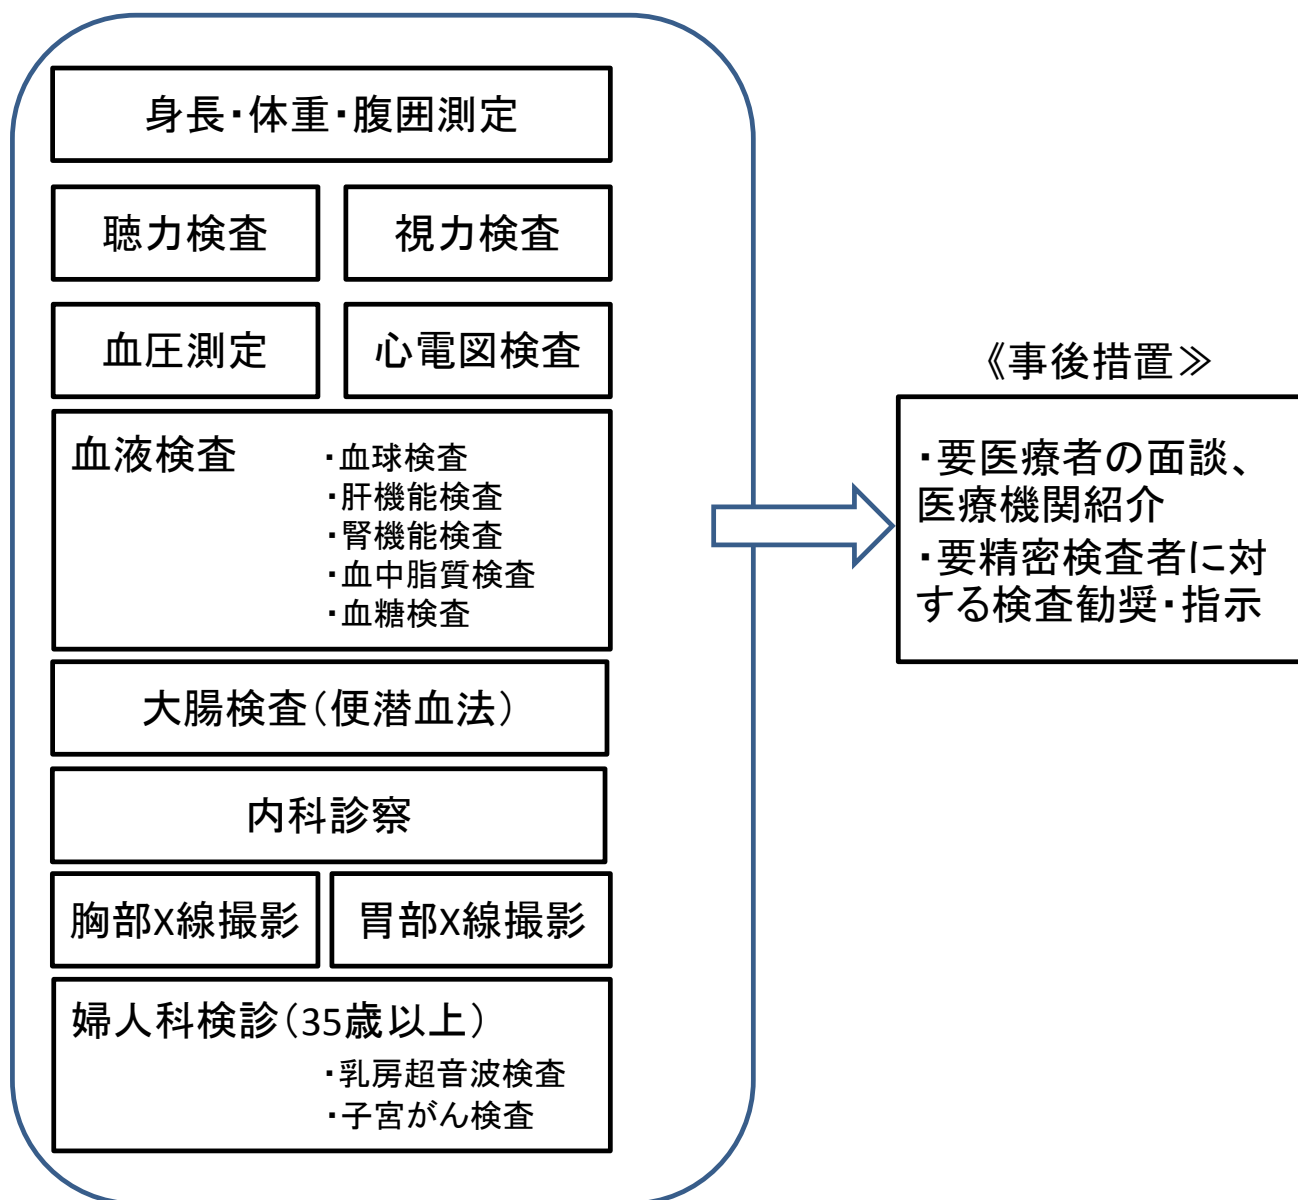 身長・体重・腹囲測定
聴力検査
視力検査
血圧測定
心電図検査
血液検査
・血球検査
・肝機能検査
・腎機能検査
・血中脂質検査
・血糖検査
大腸検査（便潜血法）
内科診察
胸部X線撮影
胃部X線撮影
婦人科検診（35歳以上）
・乳房超音波検査
・子宮がん検査
《事後措置≫
・要医療者の面談、
医療機関紹介
・要精密検査者に対
する検査勧奨・指示